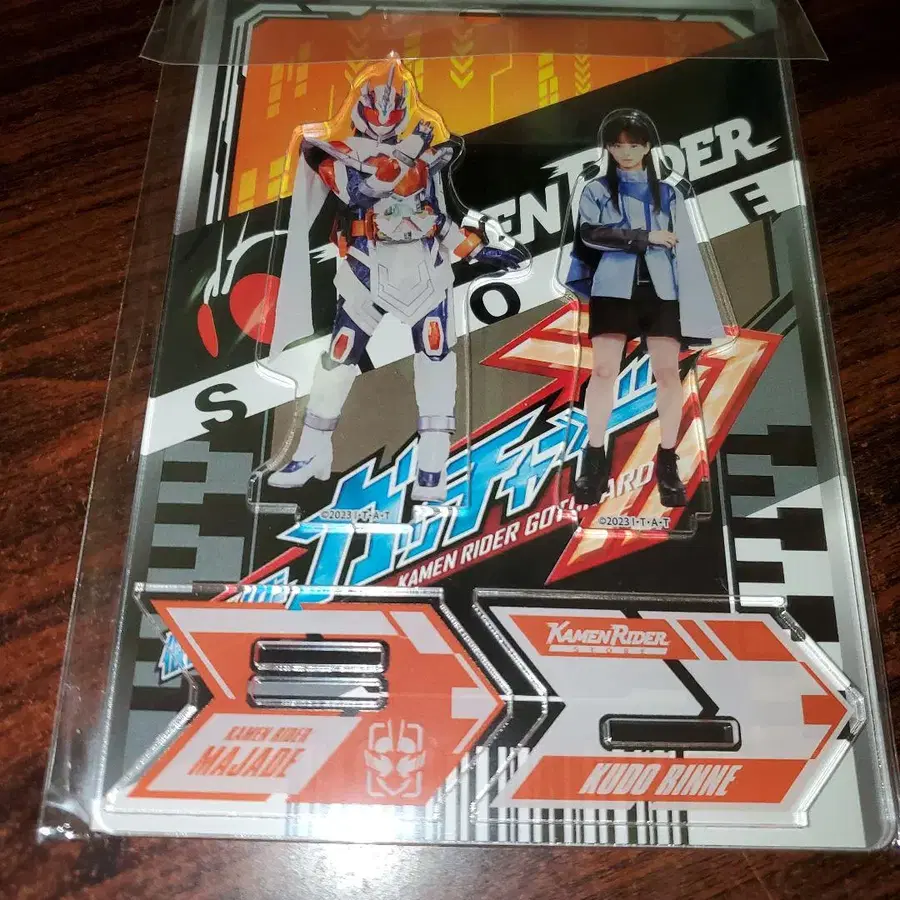 KAMEN RIDER
S O E
ガッチャード
KAMEN RIDER GOTCHARD
©2023 I・T・A・T
©2023 I・T・A・T
KAMEN RIDER
MAJADE
KAMEN RIDER
STORE
KUDO RINNE